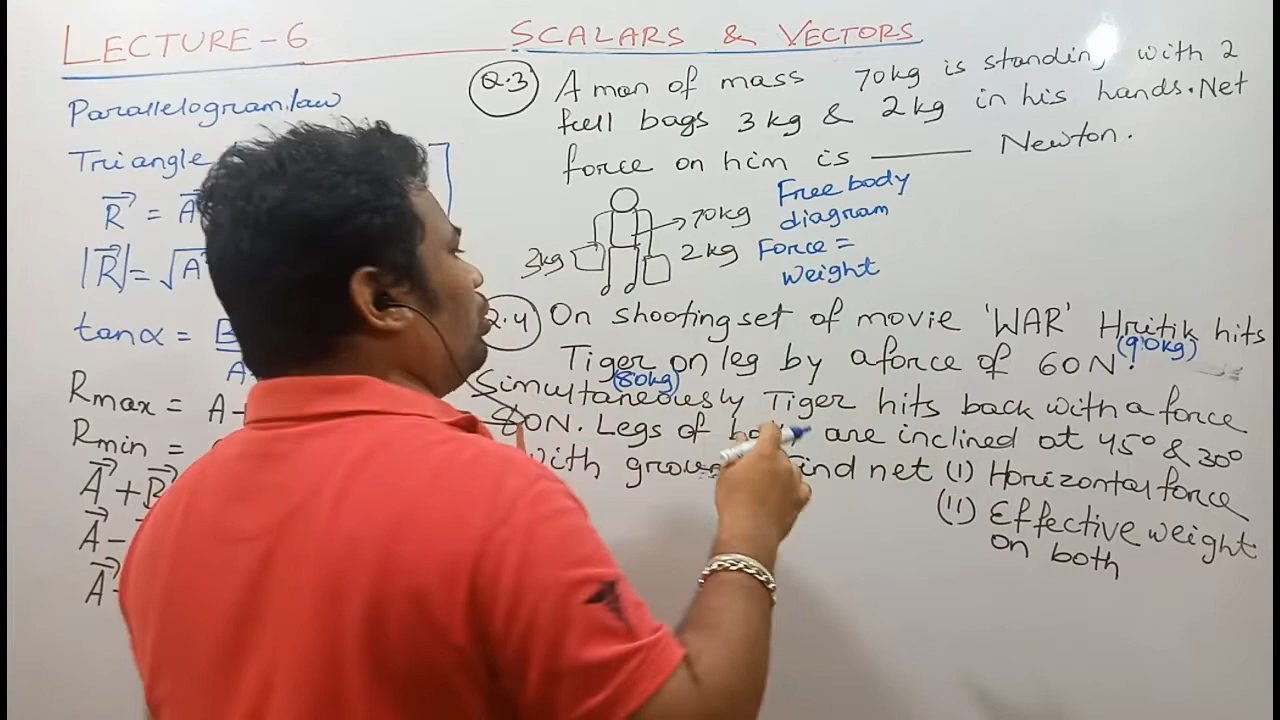 LECTURE-6
SCALARS & VECTORS
Parallelogram law
Triangle
R = A
|R| = √A
tanα = B
A
Rmax = A
Rmin =
A + B
A -
A
Q.3 A man of mass 70kg is standing with 2
full bags 3 kg & 2 kg in his hands. Net
force on him is ______ Newton.
70kg
3kg
2kg
Free body
diagram
Force =
weight
Q.4 On shooting set of movie 'WAR' Hritik hits
(90kg)
Tiger on leg by a force of 60N.
(80kg)
Simultaneously Tiger hits back with a force
80N. Legs of are inclined at 45° & 30°
with find net (I) Horizontal force
(II) Effective weight
on both